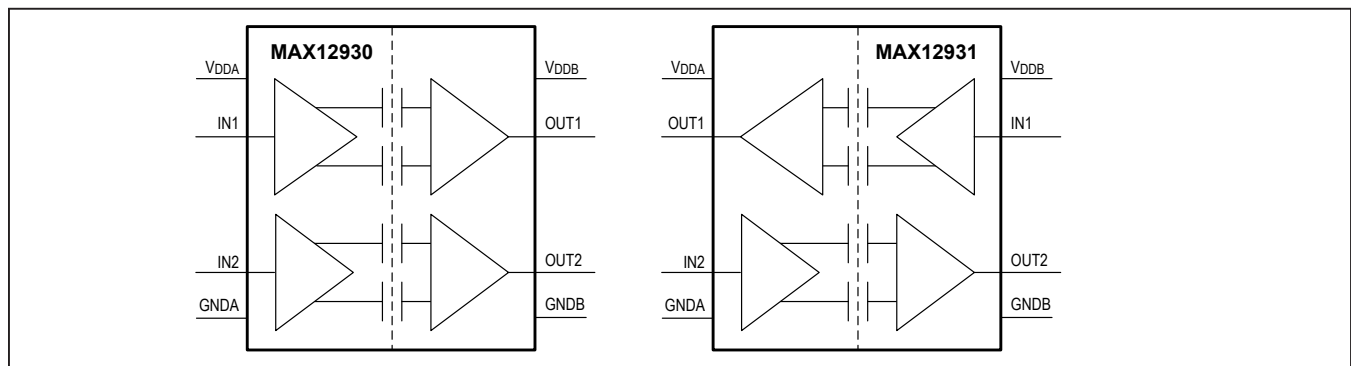 MAX12930
VDDA
VDDB
IN1
OUT1
IN2
OUT2
GNDA
GNDB
MAX12931
VDDA
VDDB
OUT1
IN1
IN2
OUT2
GNDA
GNDB